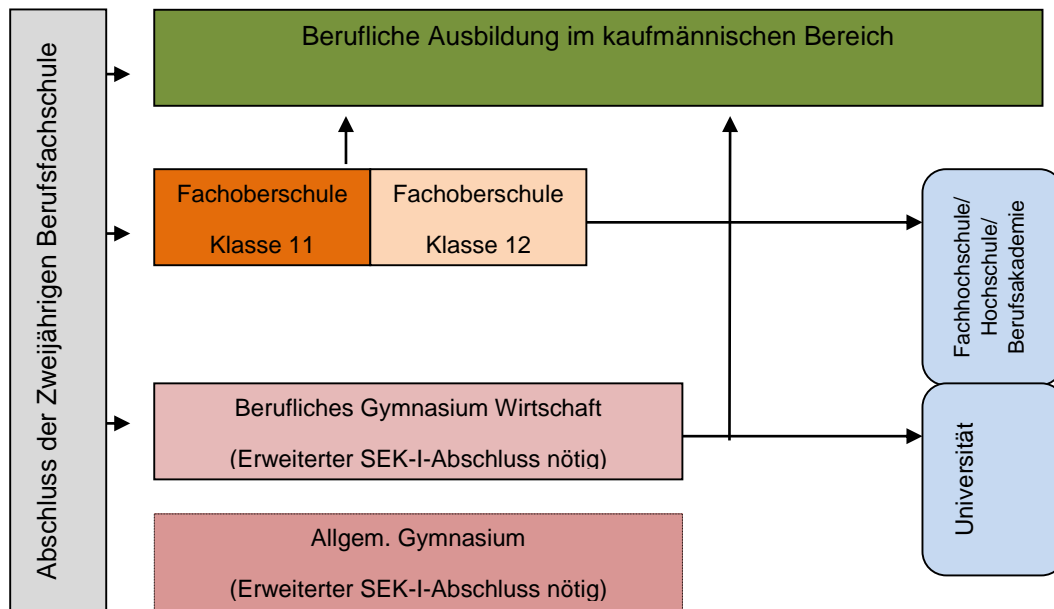 Abschluss der Zweijährigen Berufsfachschule
Berufliche Ausbildung im kaufmännischen Bereich
Fachoberschule
Klasse 11
Fachoberschule
Klasse 12
Fachhochschule/
Hochschule/
Berufsakademie
Berufliches Gymnasium Wirtschaft
(Erweiterter SEK-I-Abschluss nötig)
Universität
Allgem. Gymnasium
(Erweiterter SEK-I-Abschluss nötig)